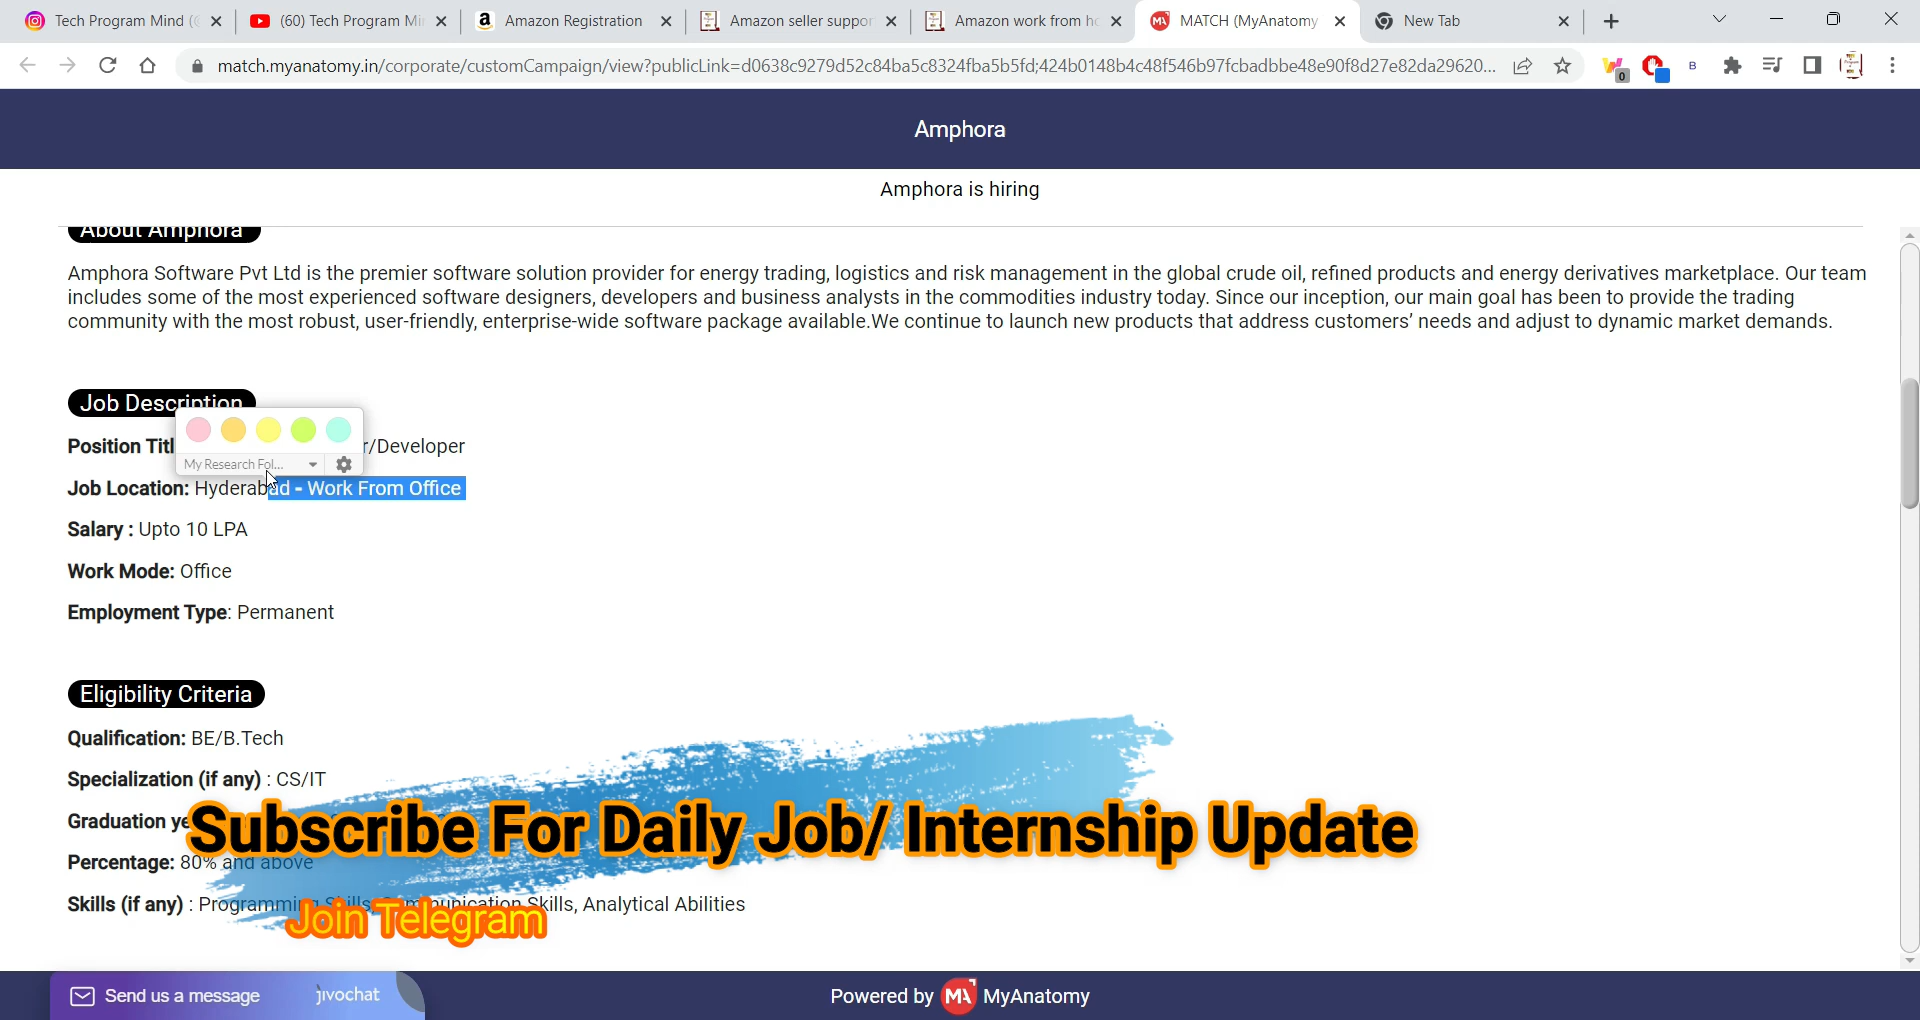 Tech Program Mind (
(60) Tech Program Mi
Amazon Registration
Amazon seller suppor
Amazon work from h
MATCH (MyAnatomy
New Tab
match.myanatomy.in/corporate/customCampaign/view?publicLink=d0638c9279d52c84ba5c8324fba5b5fd;424b0148b4c48f546b97fcbadbbe48e90f8d27e82da29620...
0
B
Amphora
Amphora is hiring
About Amphora
Amphora Software Pvt Ltd is the premier software solution provider for energy trading, logistics and risk management in the global crude oil, refined products and energy derivatives marketplace. Our team
includes some of the most experienced software designers, developers and business analysts in the commodities industry today. Since our inception, our main goal has been to provide the trading
community with the most robust, user-friendly, enterprise-wide software package available.We continue to launch new products that address customers' needs and adjust to dynamic market demands.
Job Description
Position Titl r/Developer
My Research Fol...
Job Location: Hyderabad - Work From Office
Salary : Upto 10 LPA
Work Mode: Office
Employment Type: Permanent
Eligibility Criteria
Qualification: BE/B.Tech
Specialization (if any) : CS/IT
Graduation ye
Subscribe For Daily Job/ Internship Update
Percentage: 80% and above
Skills (if any) : Programming Skills, Communication Skills, Analytical Abilities
Join Telegram
Send us a message jivochat
Powered by MA MyAnatomy